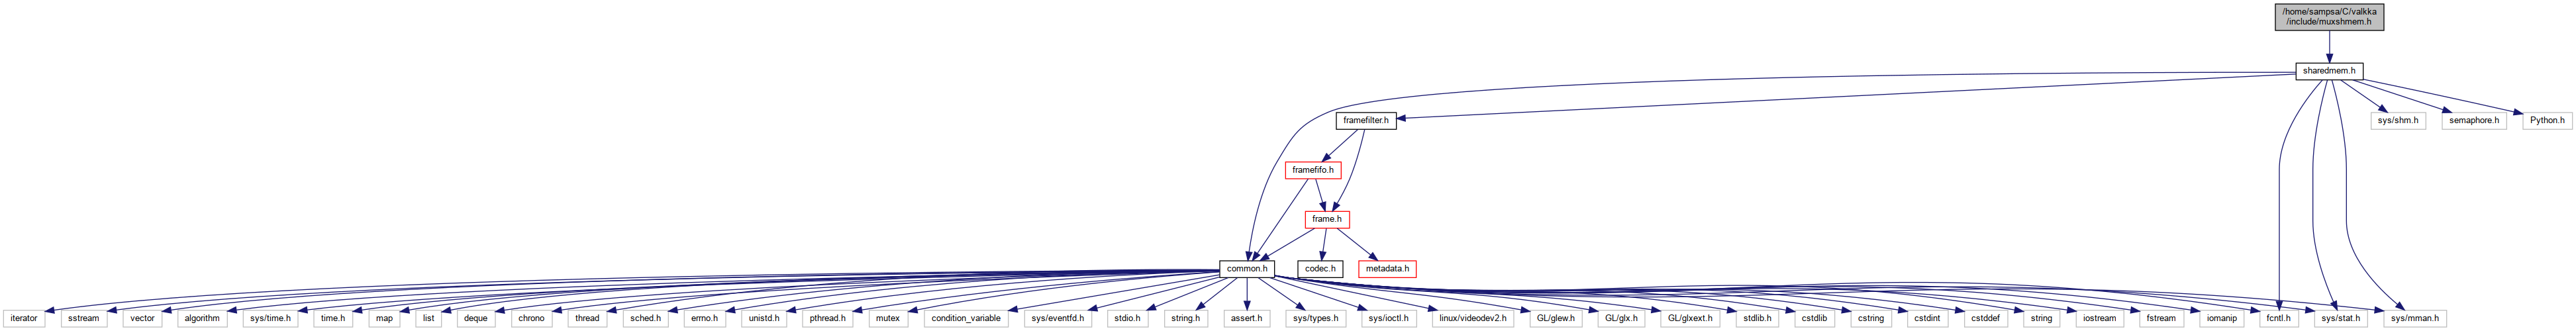 /home/sampsa/C/valkka
/include/muxshmem.h
sharedmem.h
framefilter.h
sys/shm.h
semaphore.h
Python.h
framefifo.h
frame.h
common.h
codec.h
metadata.h
iterator
sstream
vector
algorithm
sys/time.h
time.h
map
list
deque
chrono
thread
sched.h
errno.h
unistd.h
pthread.h
mutex
condition_variable
sys/eventfd.h
stdio.h
string.h
assert.h
sys/types.h
sys/ioctl.h
linux/videodev2.h
GL/glew.h
GL/glx.h
GL/glxext.h
stdlib.h
cstdlib
cstring
cstdint
cstddef
string
iostream
fstream
iomanip
fcntl.h
sys/stat.h
sys/mman.h